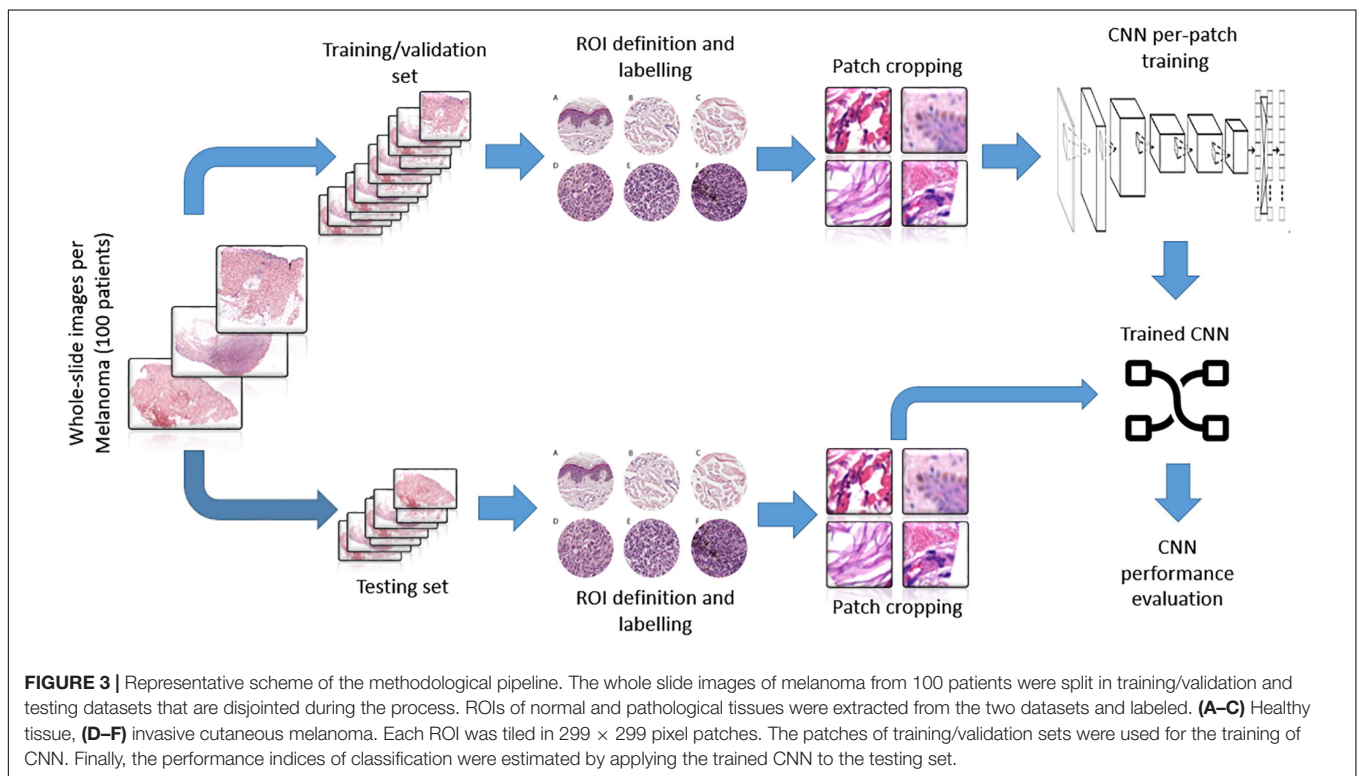 Training/validation
set
ROI definition and
labelling
Patch cropping
CNN per-patch
training
A
B
C
D
E
F
Whole-slide images per
Melanoma (100 patients)
Trained CNN
Testing set
A
B
C
D
E
F
ROI definition and
labelling
Patch cropping
CNN
performance
evaluation
FIGURE 3 | Representative scheme of the methodological pipeline. The whole slide images of melanoma from 100 patients were split in training/validation and
testing datasets that are disjointed during the process. ROIs of normal and pathological tissues were extracted from the two datasets and labeled. (A–C) Healthy
tissue, (D–F) invasive cutaneous melanoma. Each ROI was tiled in 299 × 299 pixel patches. The patches of training/validation sets were used for the training of
CNN. Finally, the performance indices of classification were estimated by applying the trained CNN to the testing set.